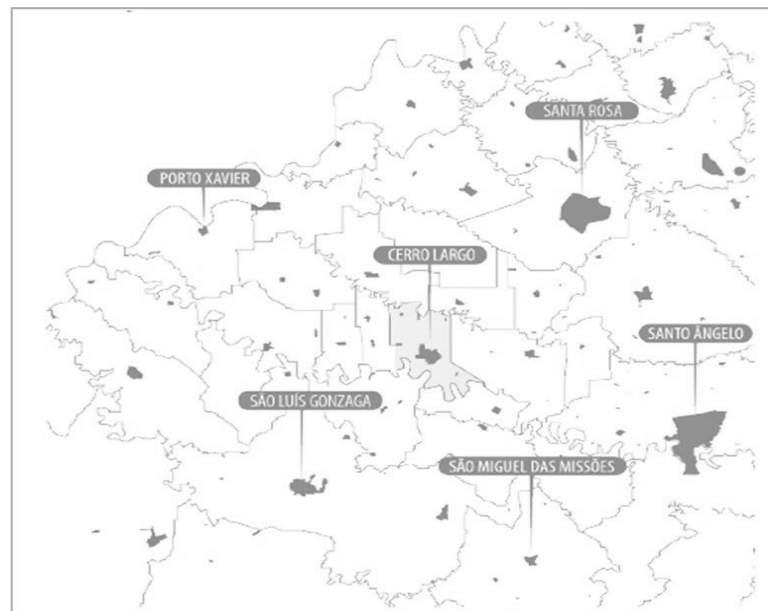 SANTA ROSA
PORTO XAVIER
CERRO LARGO
SANTO ÂNGELO
SÃO LUÍS GONZAGA
SÃO MIGUEL DAS MISSÕES